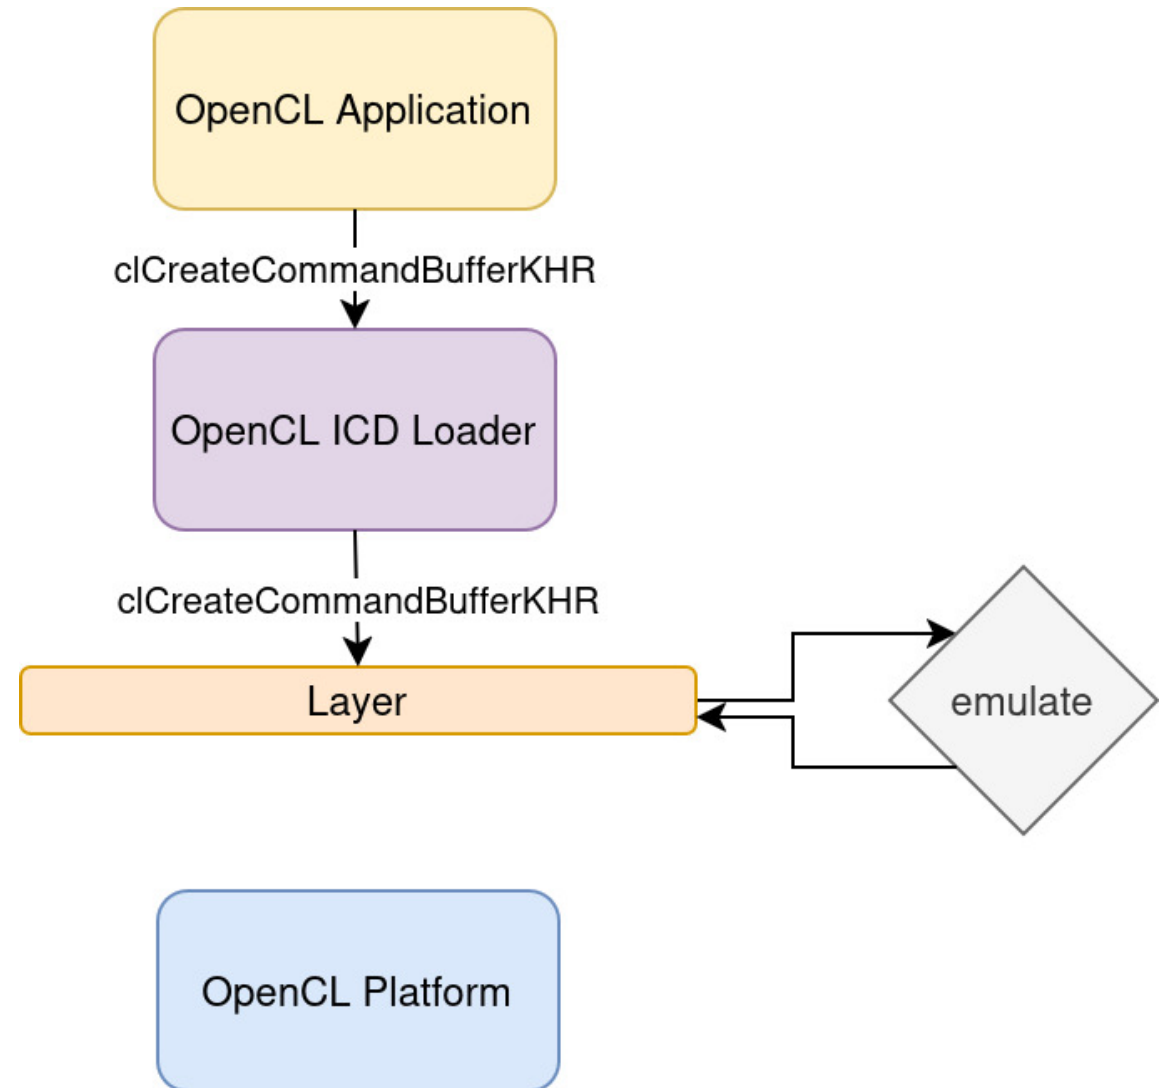 OpenCL Application
clCreateCommandBufferKHR
OpenCL ICD Loader
clCreateCommandBufferKHR
Layer
emulate
OpenCL Platform